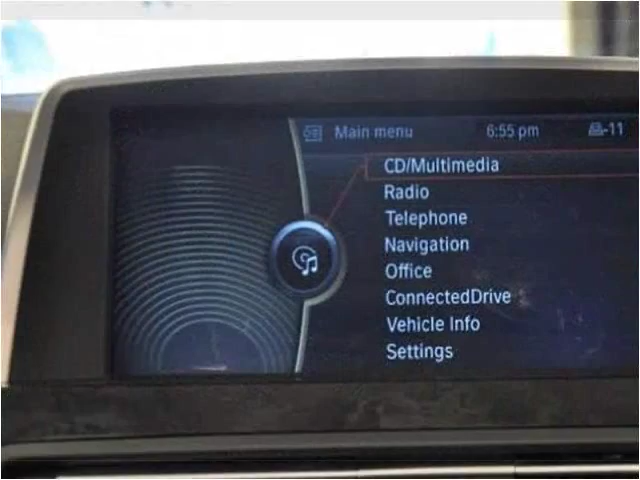 Main menu 6:55 pm -11
CD/Multimedia
Radio
Telephone
Navigation
Office
ConnectedDrive
Vehicle Info
Settings